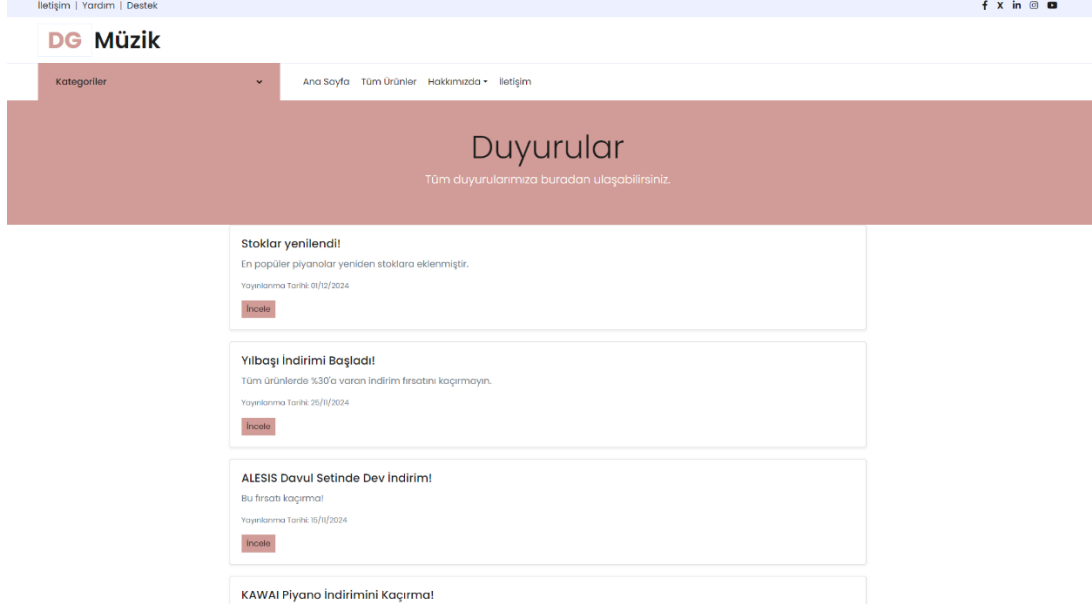 İletişim | Yardım | Destek
f X in
DG Müzik
Kategoriler Ana Sayfa Tüm Ürünler Hakkımızda İletişim
Duyurular
Tüm duyurularımıza buradan ulaşabilirsiniz.
Stoklar yenilendi!
En popüler piyanolar yeniden stoklara eklenmiştir.
Yayınlanma Tarihi: 01/12/2024
İncele
Yılbaşı İndirimi Başladı!
Tüm ürünlerde %30'a varan indirim fırsatını kaçırmayın.
Yayınlanma Tarihi: 25/11/2024
İncele
ALESIS Davul Setinde Dev İndirim!
Bu fırsatı kaçırma!
Yayınlanma Tarihi: 15/11/2024
İncele
KAWAI Piyano İndirimini Kaçırma!